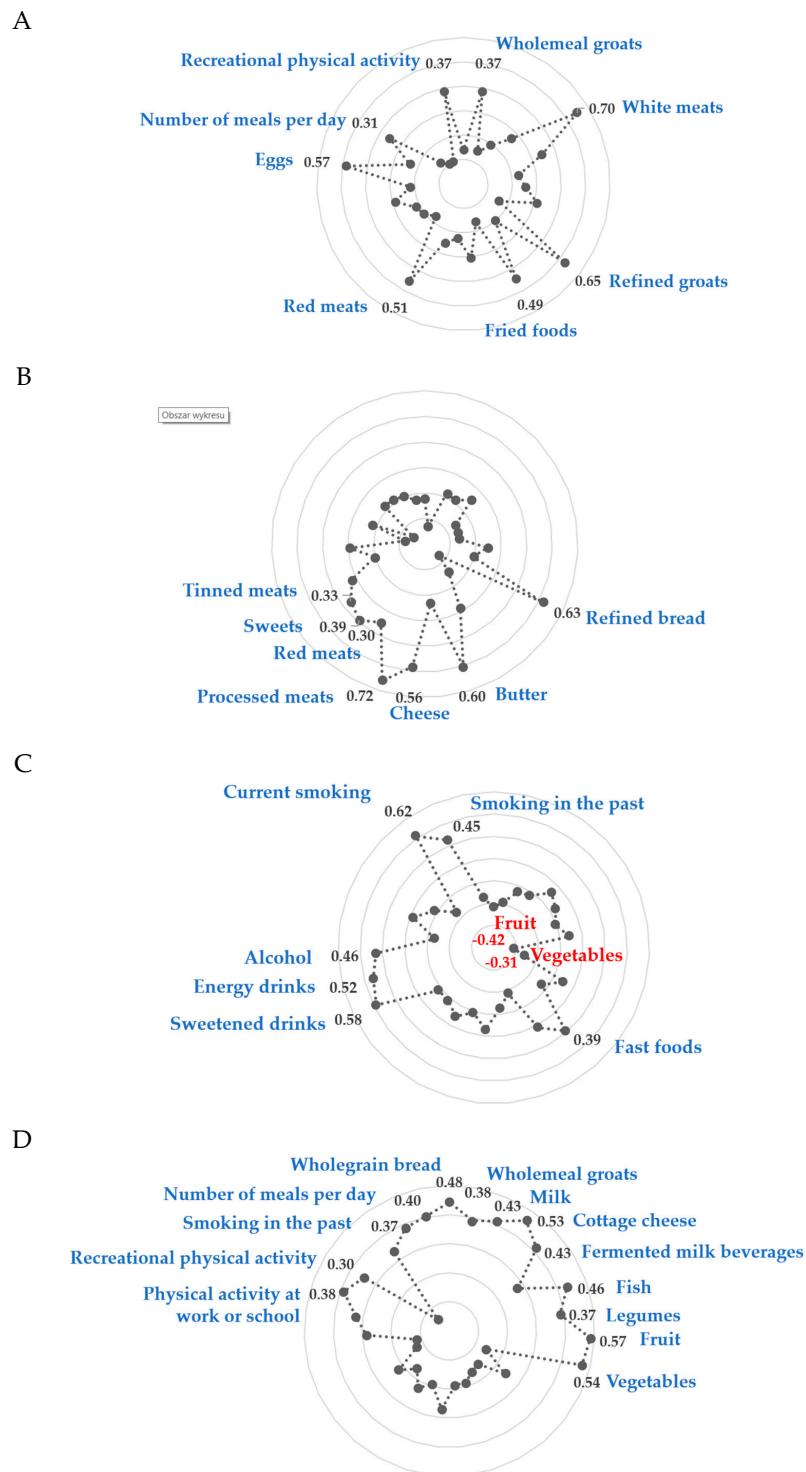 A
Wholemeal groats
Recreational physical activity 0.37 0.37
0.70 White meats
Number of meals per day 0.31
Eggs 0.57
0.65 Refined groats
Red meats 0.51 0.49
Fried foods
B
Obszar wykresu
Tinned meats 0.33
0.63 Refined bread
Sweets 0.39
0.30
Red meats
Processed meats 0.72 0.56 0.60 Butter
Cheese
C
Current smoking 0.62
Smoking in the past
0.45
Fruit
-0.42
Vegetables
-0.31
Alcohol 0.46
Energy drinks 0.52
Sweetened drinks 0.58
0.39 Fast foods
D
Wholegrain bread 0.48
Wholemeal groats 0.38
Number of meals per day 0.40
Milk 0.43
Smoking in the past 0.37
0.53 Cottage cheese
Recreational physical activity 0.30
0.43 Fermented milk beverages
Physical activity at
work or school 0.38
0.46 Fish
0.37 Legumes
0.57 Fruit
0.54 Vegetables